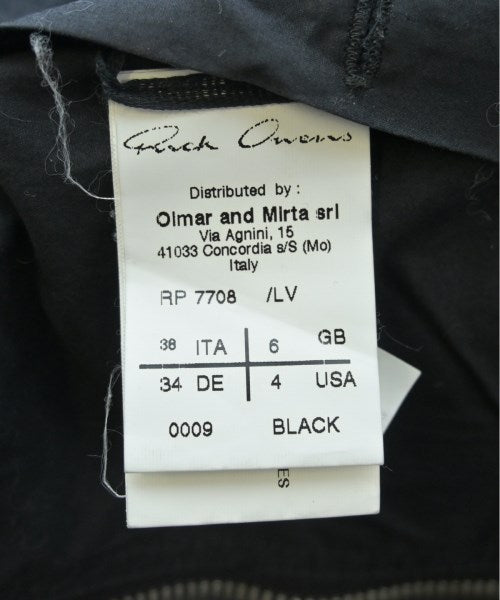 Rick Owens
Distributed by :
Olmar and Mirta srl
Via Agnini, 15
41033 Concordia s/S (Mo)
Italy
RP 7708 /LV
38 ITA 6 GB
34 DE 4 USA
0009 BLACK
ES